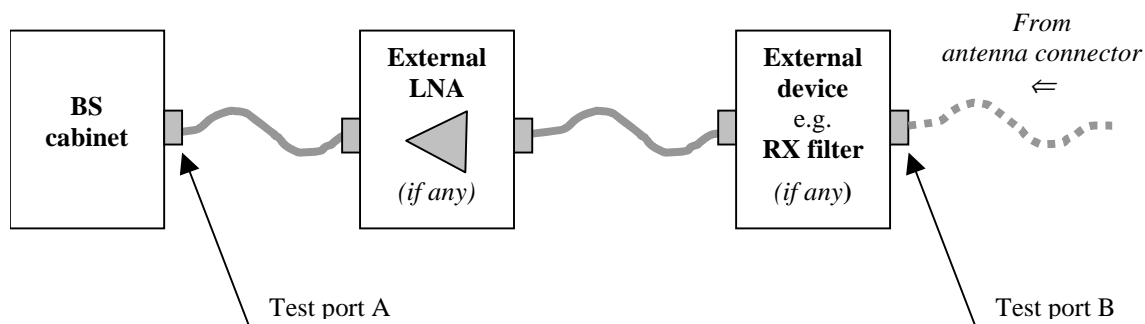 BS
cabinet
External
LNA
(if any)
External
device
e.g.
RX filter
(if any)
From
antenna connector
⇐
Test port A
Test port B